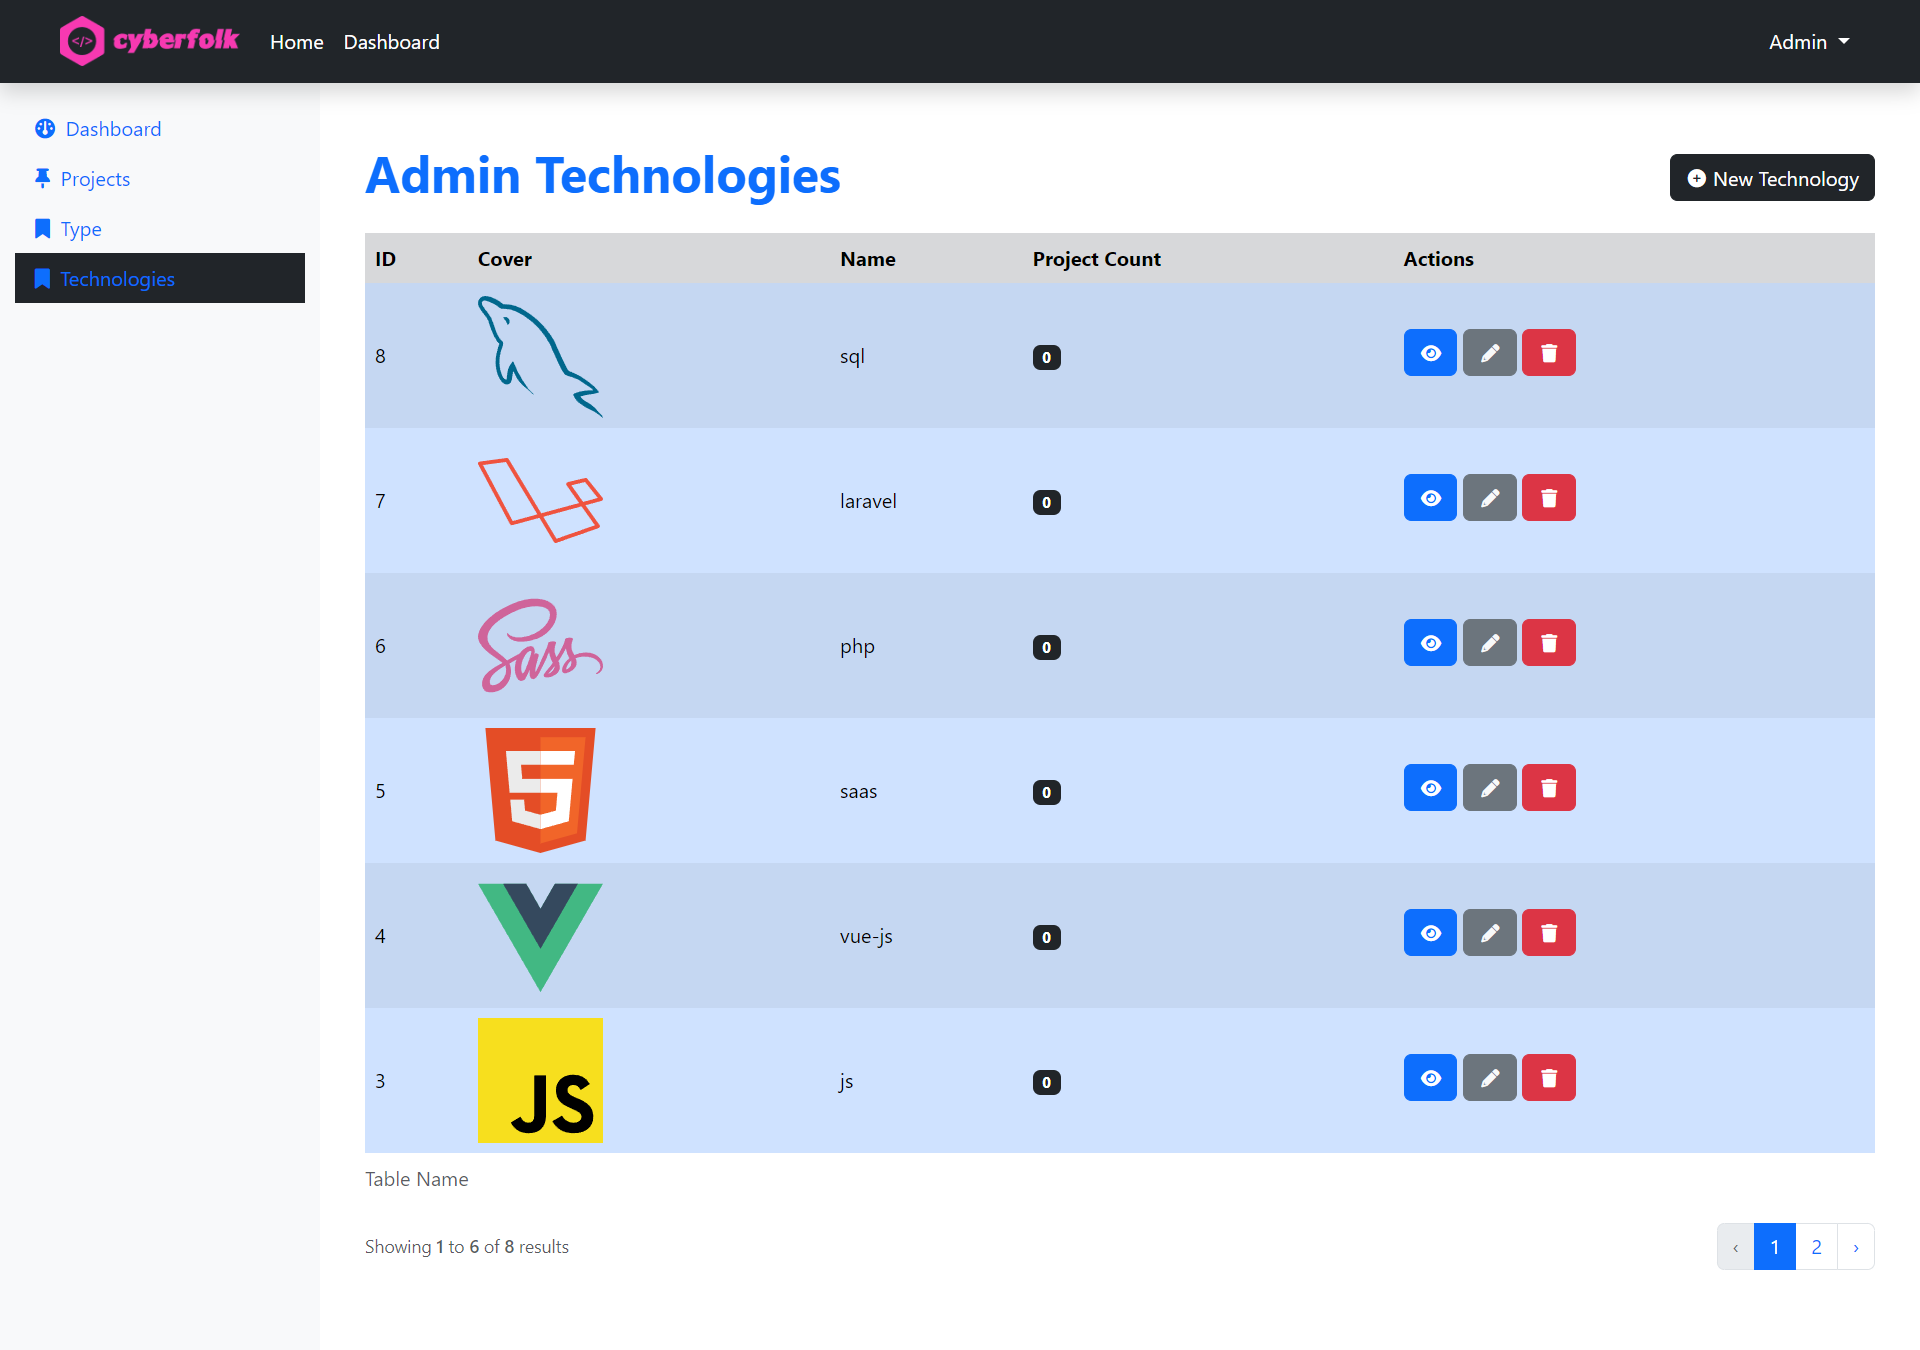 </> cyberfolk Home Dashboard Admin
Dashboard
Projects
Type
Technologies
Admin Technologies
New Technology
ID Cover Name Project Count Actions
8 sql 0
7 laravel 0
6 Sass php 0
5 5 saas 0
4 vue-js 0
3 JS js 0
Table Name
Showing 1 to 6 of 8 results
‹ 1 2 ›